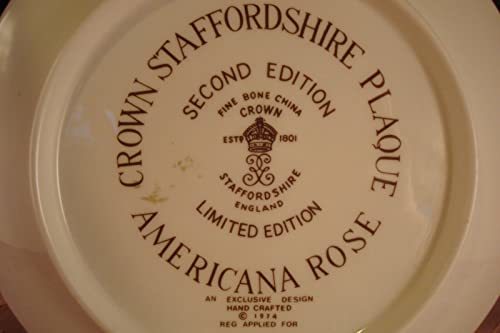 CROWN STAFFORDSHIRE PLAQUE
SECOND EDITION
FINE BONE CHINA
CROWN
ESTD 1801
STAFFORDSHIRE
ENGLAND
LIMITED EDITION
AMERICANA ROSE
AN EXCLUSIVE DESIGN
HAND CRAFTED
© 1974
REG APPLIED FOR